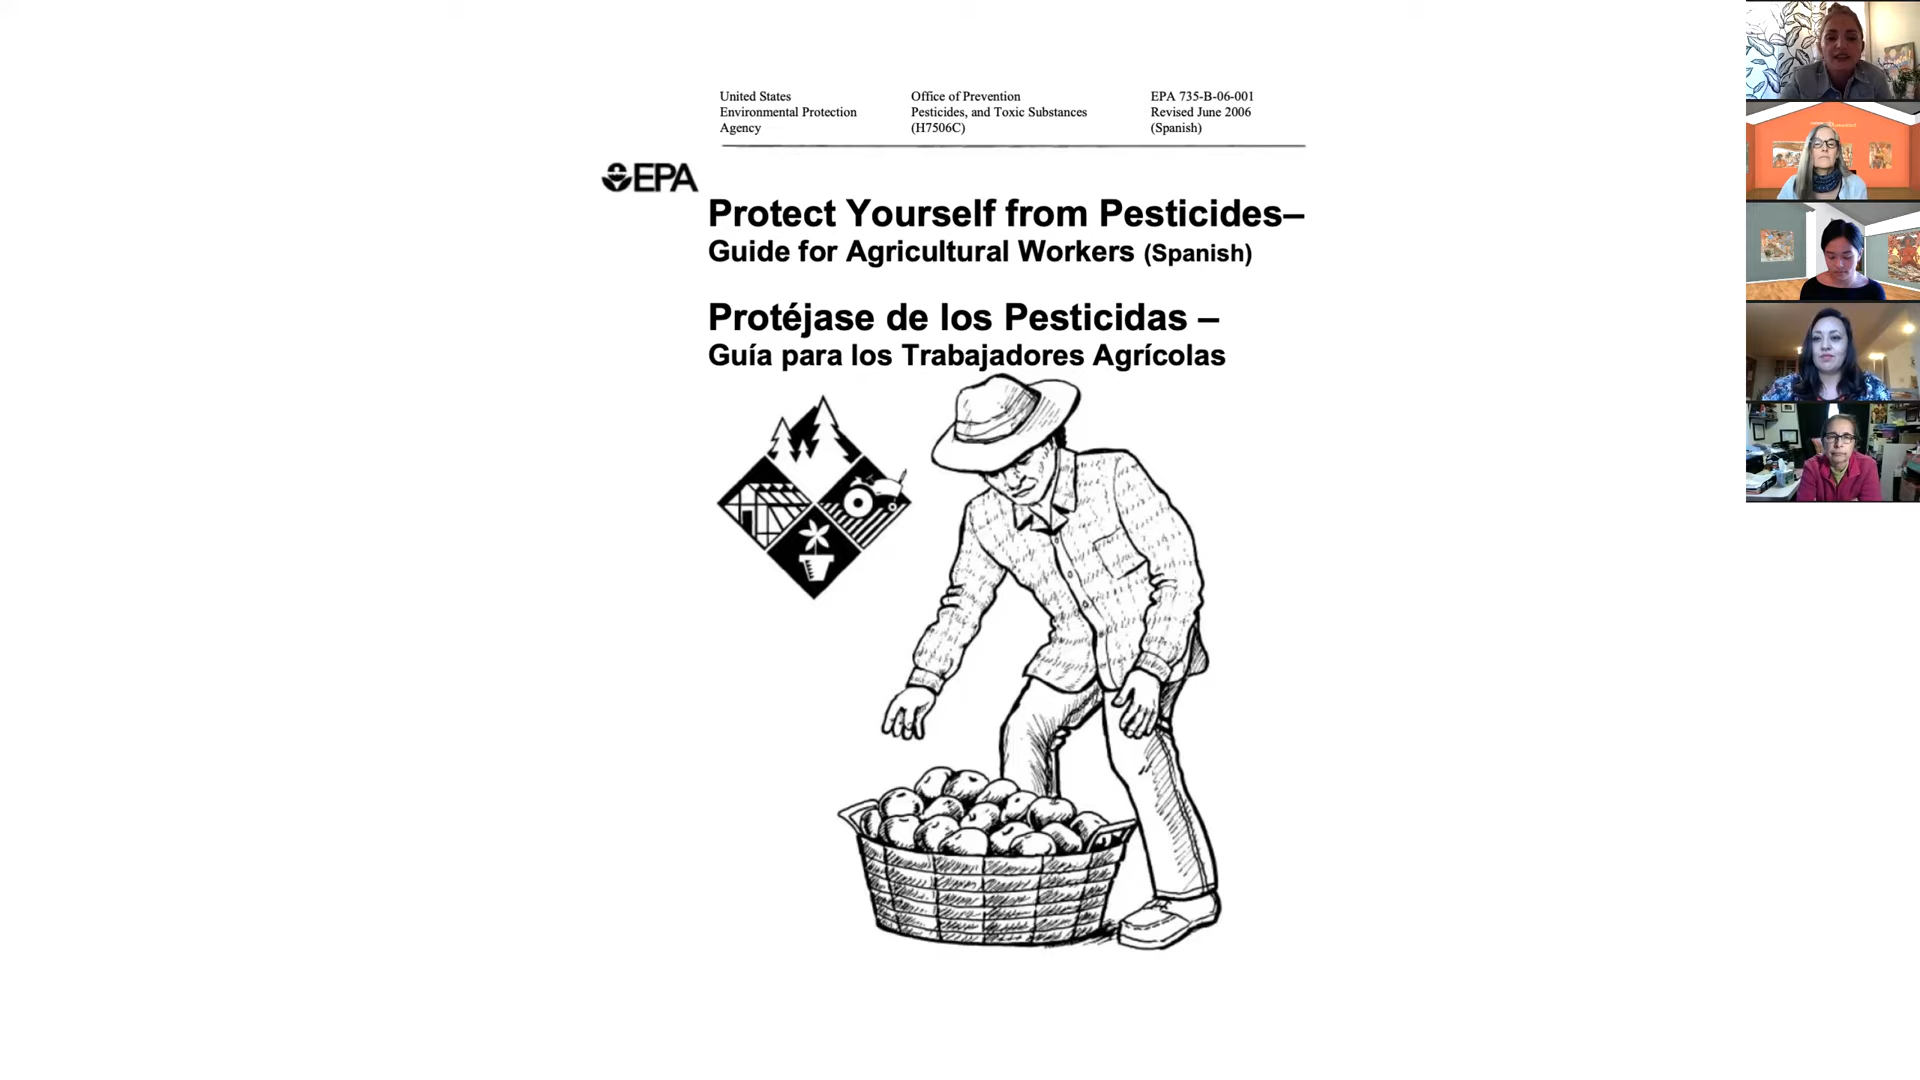 United States
Environmental Protection
Agency
Office of Prevention
Pesticides, and Toxic Substances
(H7506C)
EPA 735-B-06-001
Revised June 2006
(Spanish)
EPA
Protect Yourself from Pesticides–
Guide for Agricultural Workers (Spanish)
Protéjase de los Pesticidas –
Guía para los Trabajadores Agrícolas